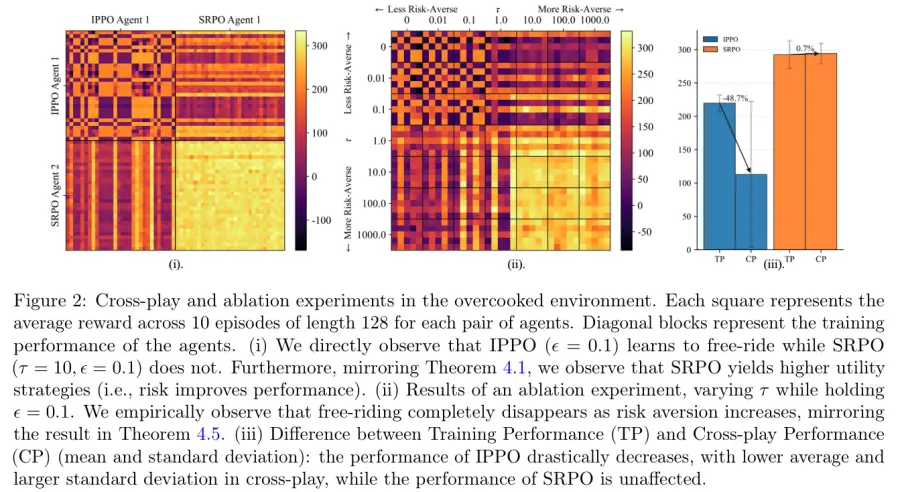 IPPO Agent 1 SRPO Agent 1
IPPO Agent 1
SRPO Agent 2
300
200
100
0
-100
(i).
← Less Risk-Averse τ More Risk-Averse →
0 0.01 0.1 1.0 10.0 100.0 1000.0
← More Risk-Averse τ Less Risk-Averse →
0
0.01
0.1
1.0
10.0
100.0
1000.0
300
250
200
150
100
50
0
-50
(ii).
IPPO
SRPO
300
250
200
150
100
50
0
-48.7%
0.7%
TP CP TP CP
(iii).
Figure 2: Cross-play and ablation experiments in the overcooked environment. Each square represents the
average reward across 10 episodes of length 128 for each pair of agents. Diagonal blocks represent the training
performance of the agents. (i) We directly observe that IPPO (ϵ = 0.1) learns to free-ride while SRPO
(τ = 10, ϵ = 0.1) does not. Furthermore, mirroring Theorem 4.1, we observe that SRPO yields higher utility
strategies (i.e., risk improves performance). (ii) Results of an ablation experiment, varying τ while holding
ϵ = 0.1. We empirically observe that free-riding completely disappears as risk aversion increases, mirroring
the result in Theorem 4.5. (iii) Difference between Training Performance (TP) and Cross-play Performance
(CP) (mean and standard deviation): the performance of IPPO drastically decreases, with lower average and
larger standard deviation in cross-play, while the performance of SRPO is unaffected.